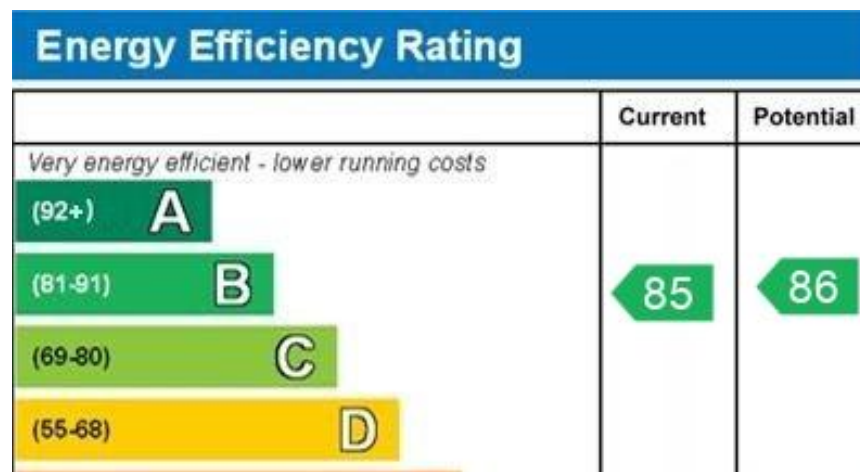 Energy Efficiency Rating
Current Potential
Very energy efficient - lower running costs
(92+) A
(81-91) B 85 86
(69-80) C
(55-68) D